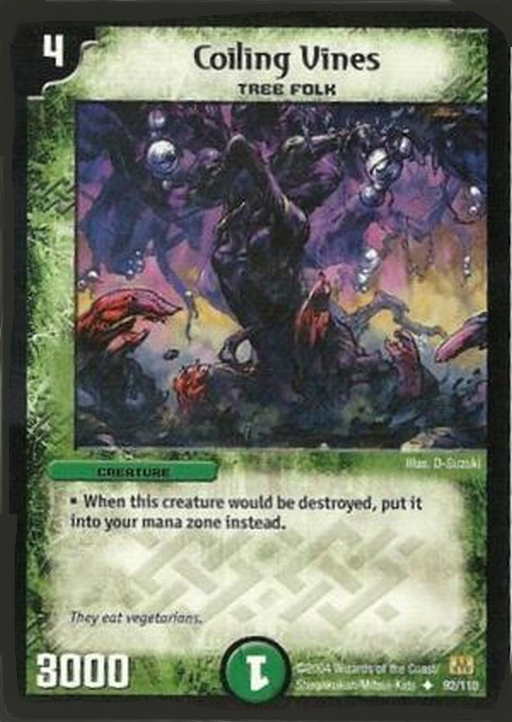 4
Coiling Vines
TREE FOLK
Illus. D-Suzuki
CREATURE
▪ When this creature would be destroyed, put it
into your mana zone instead.
They eat vegetarians.
3000
1
©2004 Wizards of the Coast/
Shogakukan/Mitsui-Kids ♦ 92/110